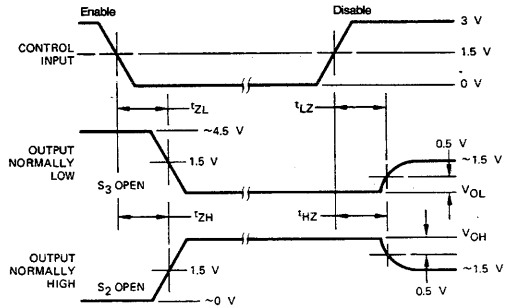 Enable
Disable
3 V
CONTROL
INPUT
1.5 V
0 V
tZL
tLZ
~4.5 V
0.5 V
OUTPUT
NORMALLY
LOW
1.5 V
~1.5 V
S3 OPEN
VOL
tZH
tHZ
VOH
OUTPUT
NORMALLY
HIGH
1.5 V
~1.5 V
S2 OPEN
~0 V
0.5 V